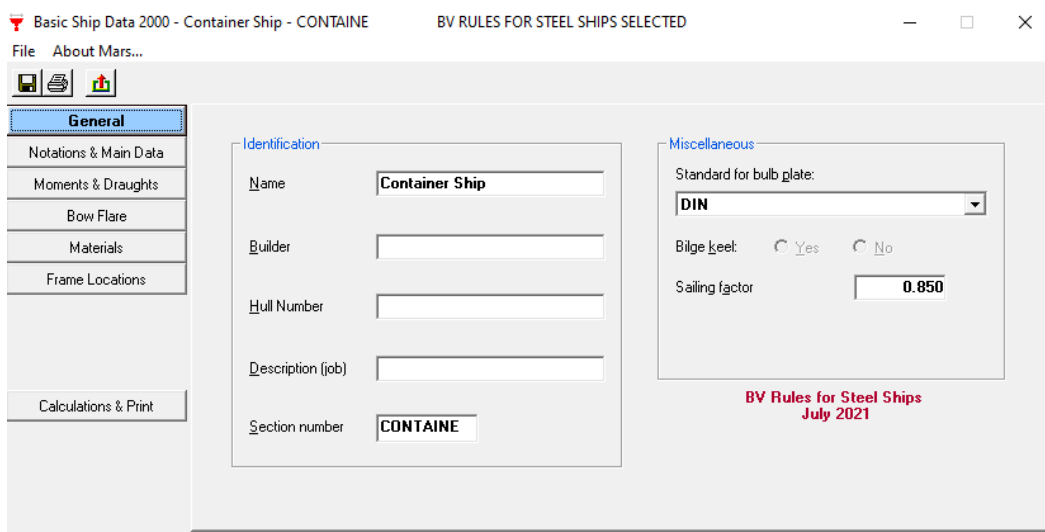 Basic Ship Data 2000 - Container Ship - CONTAINE BV RULES FOR STEEL SHIPS SELECTED
File About Mars...
General
Notations & Main Data
Moments & Draughts
Bow Flare
Materials
Frame Locations
Calculations & Print
Identification
Name Container Ship
Builder
Hull Number
Description (job)
Section number CONTAINE
Miscellaneous
Standard for bulb plate:
DIN
Bilge keel: Yes No
Sailing factor 0.850
BV Rules for Steel Ships
July 2021